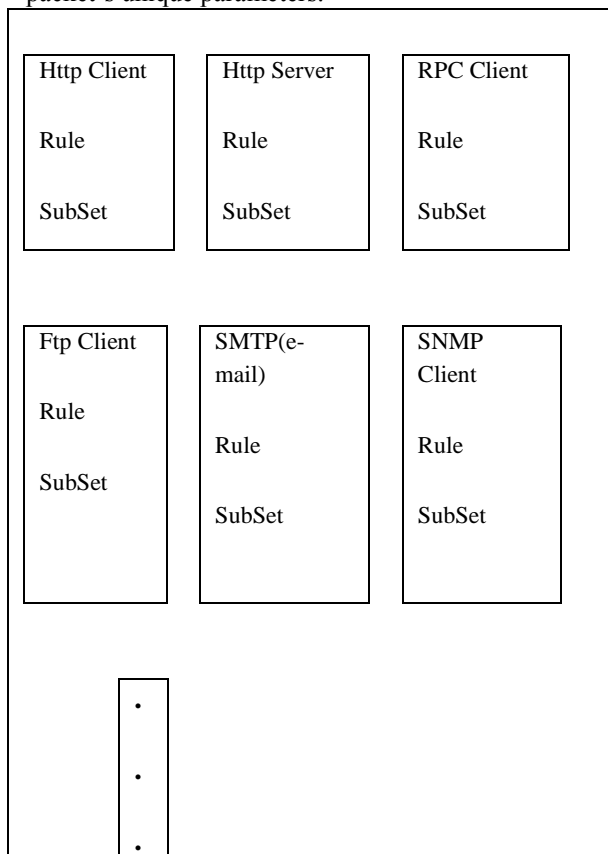 packet's unique parameters.
Http Client
Rule
SubSet
Http Server
Rule
SubSet
RPC Client
Rule
SubSet
Ftp Client
Rule
SubSet
SMTP(e-
mail)
Rule
SubSet
SNMP
Client
Rule
SubSet
.
.
.